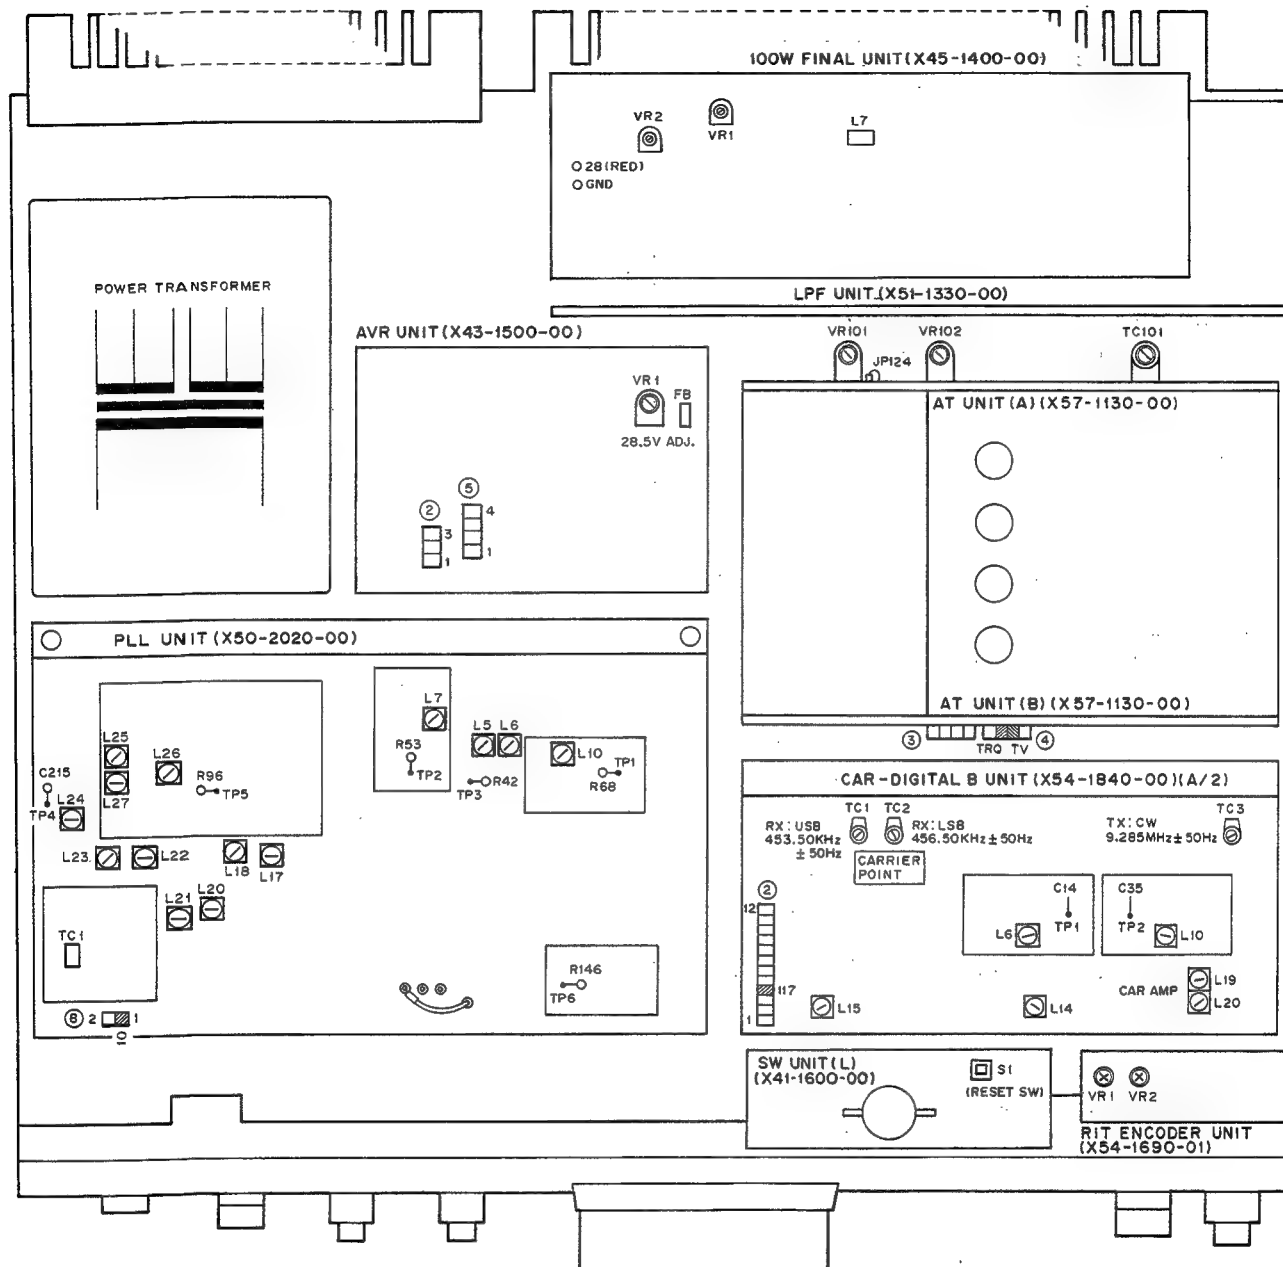 100W FINAL UNIT(X45-1400-00)
VR2
VR1
L7
28(RED)
GND
POWER TRANSFORMER
LPF UNIT.(X51-1330-00)
AVR UNIT(X43-1500-00)
VR1
FB
28.5V ADJ.
2
3
1
5
4
1
VR101
VR102
TC101
JP124
AT UNIT(A)(X57-1130-00)
AT UNIT(B)(X57-1130-00)
3
TRQ TV
4
PLL UNIT(X50-2020-00)
L7
L5 L6
R53
TP2
TP3
R42
L10
TP1
R68
L25
L26
L27
R96
TP5
C215
TP4
L24
L23
L22
L18
L17
L21
L20
TC1
R146
TP6
8
2
1
10
CAR-DIGITAL B UNIT(X54-1840-00)(A/2)
TC1
TC2
TC3
RX:USB
453.50KHz
±50Hz
RX:LSB
456.50KHz±50Hz
TX:CW
9.285MHz±50Hz
CARRIER
POINT
2
12
117
1
C14
TP1
L6
C35
TP2
L10
L15
L14
CAR AMP
L19
L20
SW UNIT(L)
(X41-1600-00)
S1
(RESET SW)
VR1
VR2
RIT ENCODER UNIT
(X54-1690-01)